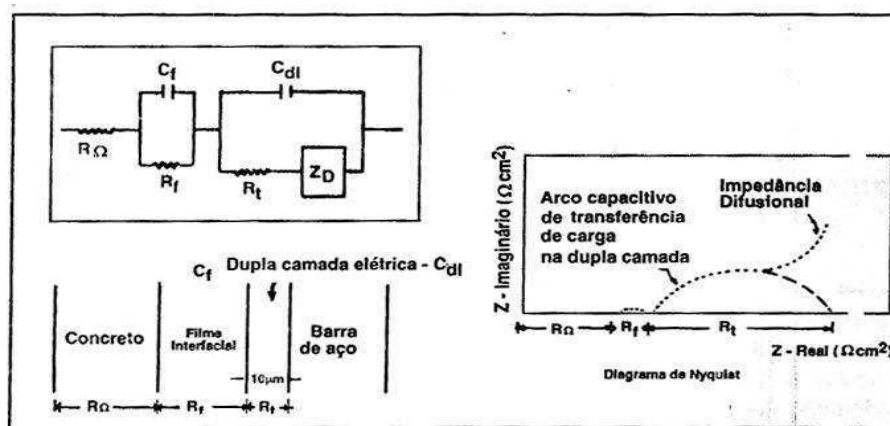 Cf
Cdl
RΩ
Rf
Rt
ZD
Cf
Dupla camada elétrica - Cdl
Concreto
Filme
Interfacial
Barra
de aço
10µm
RΩ
Rf
Rt
Z - Imaginário (Ωcm2)
Arco capacitivo
de transferência
de carga
na dupla camada
Impedância
Difusional
RΩ
Rf
Rt
Z - Real (Ωcm2)
Diagrama de Nyquist